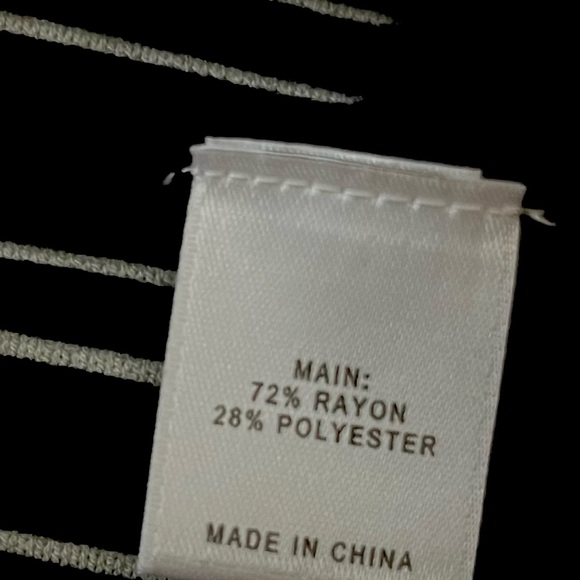 MAIN:
72% RAYON
28% POLYESTER
MADE IN CHINA